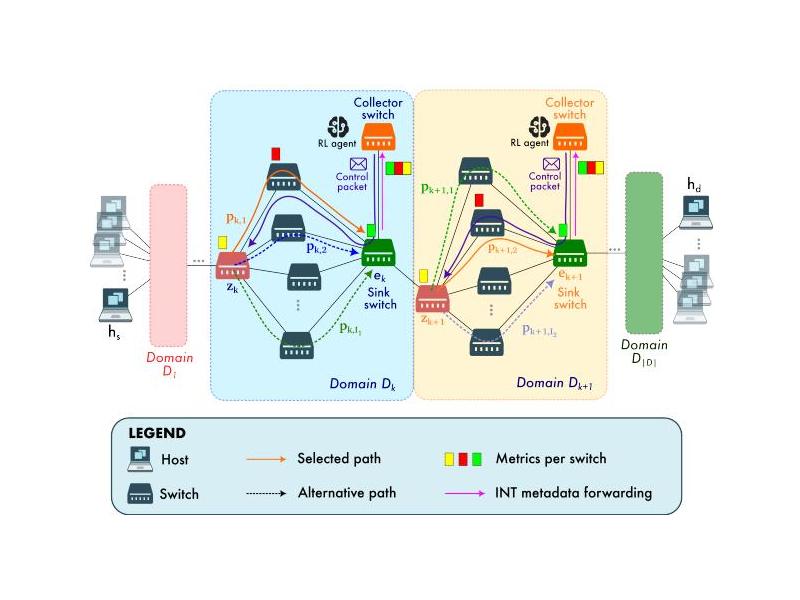 Collector
switch
RL agent
Control
packet
p_{k,1}
p_{k,2}
z_k
e_k
Sink
switch
p_{k,l_1}
Domain D_k
Collector
switch
RL agent
Control
packet
p_{k+1,1}
p_{k+1,2}
e_{k+1}
z_{k+1}
Sink
switch
p_{k+1,l_2}
Domain D_{k+1}
h_s
Domain
D_i
...
...
h_d
Domain
D_{|D|}
LEGEND
Host
Selected path
Metrics per switch
Switch
Alternative path
INT metadata forwarding